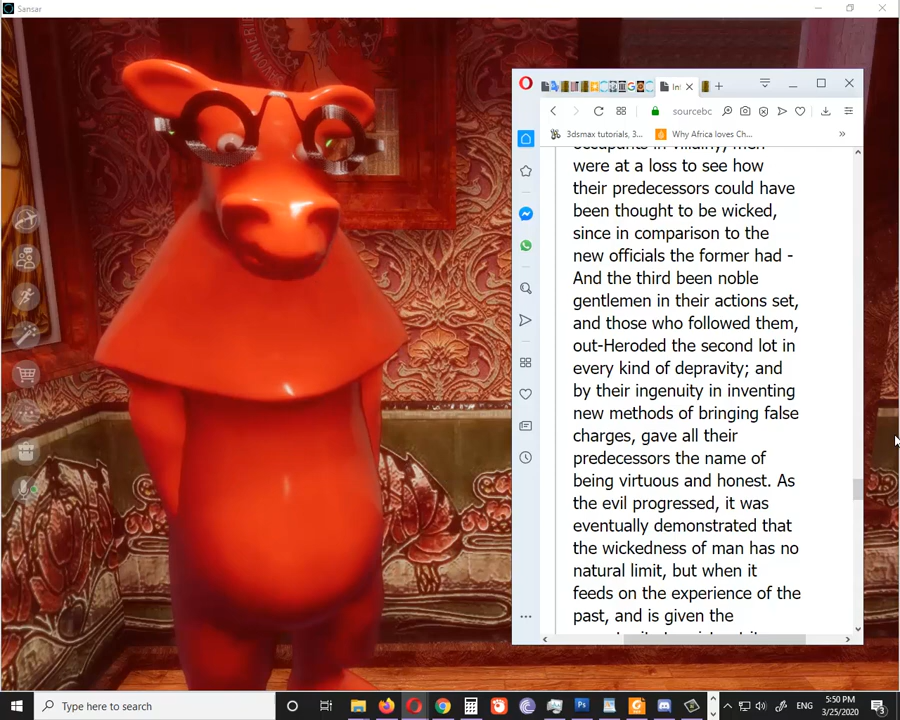 Sansar
Int
sourcebc
3dsmax tutorials, 3...
Why Africa loves Ch...
»
were at a loss to see how
their predecessors could have
been thought to be wicked,
since in comparison to the
new officials the former had -
And the third been noble
gentlemen in their actions set,
and those who followed them,
out-Heroded the second lot in
every kind of depravity; and
by their ingenuity in inventing
new methods of bringing false
charges, gave all their
predecessors the name of
being virtuous and honest. As
the evil progressed, it was
eventually demonstrated that
the wickedness of man has no
natural limit, but when it
feeds on the experience of the
past, and is given the
Type here to search
ENG
5:50 PM
3/25/2020
3